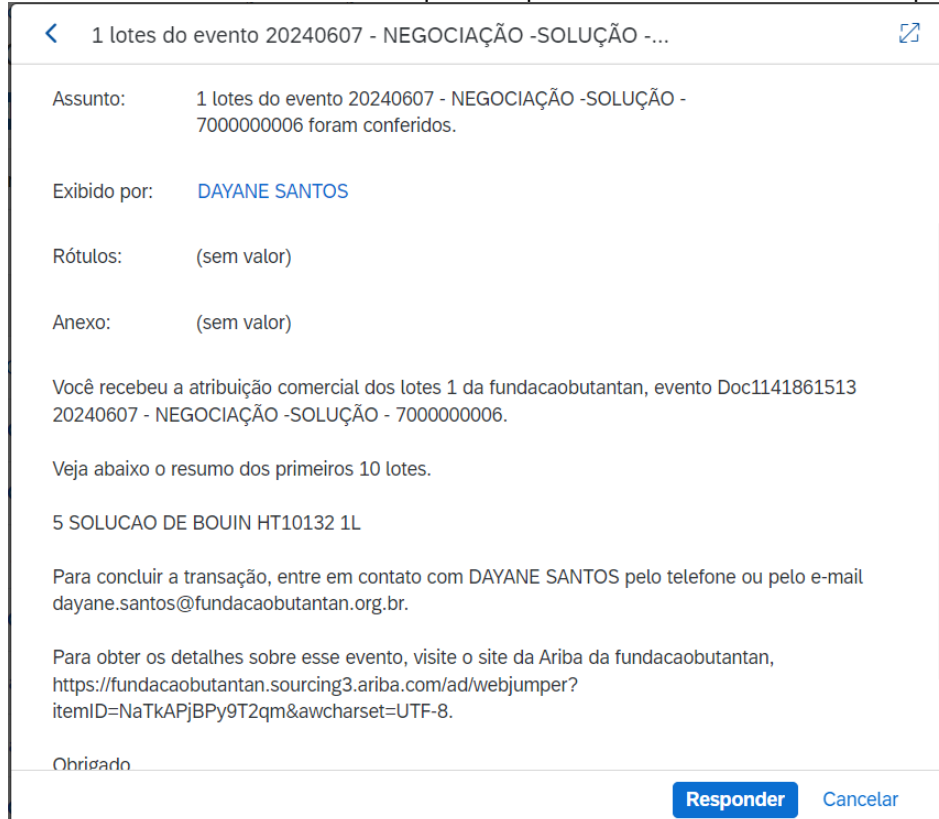 1 lotes do evento 20240607 - NEGOCIAÇÃO -SOLUÇÃO -...
Assunto: 1 lotes do evento 20240607 - NEGOCIAÇÃO -SOLUÇÃO -
7000000006 foram conferidos.
Exibido por: DAYANE SANTOS
Rótulos: (sem valor)
Anexo: (sem valor)
Você recebeu a atribuição comercial dos lotes 1 da fundacaobutantan, evento Doc1141861513
20240607 - NEGOCIAÇÃO -SOLUÇÃO - 7000000006.
Veja abaixo o resumo dos primeiros 10 lotes.
5 SOLUCAO DE BOUIN HT10132 1L
Para concluir a transação, entre em contato com DAYANE SANTOS pelo telefone ou pelo e-mail
dayane.santos@fundacaobutantan.org.br.
Para obter os detalhes sobre esse evento, visite o site da Ariba da fundacaobutantan,
https://fundacaobutantan.sourcing3.ariba.com/ad/webjumper?
itemID=NaTkAPjBPy9T2qm&awcharset=UTF-8.
Obrigado
Responder Cancelar